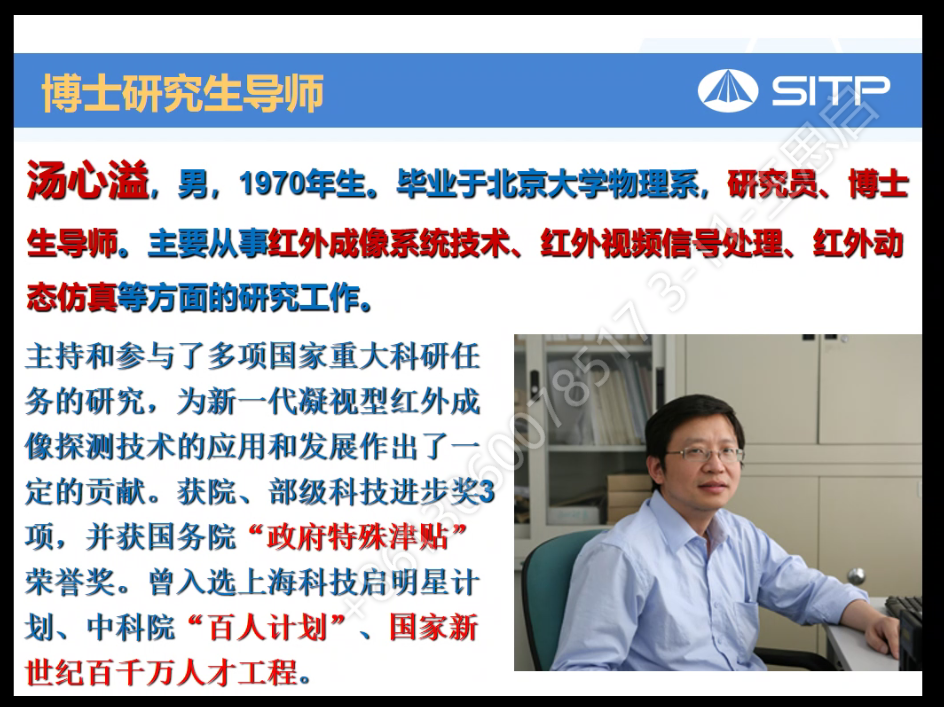 博士研究生导师
SITP
汤心溢，男，1970年生。毕业于北京大学物理系，研究员、博士
生导师。主要从事红外成像系统技术、红外视频信号处理、红外动
态仿真等方面的研究工作。
主持和参与了多项国家重大科研任
务的研究，为新一代凝视型红外成
像探测技术的应用和发展作出了一
定的贡献。获院、部级科技进步奖3
项，并获国务院“政府特殊津贴”
荣誉奖。曾入选上海科技启明星计
划、中科院“百人计划”、国家新
世纪百千万人才工程。